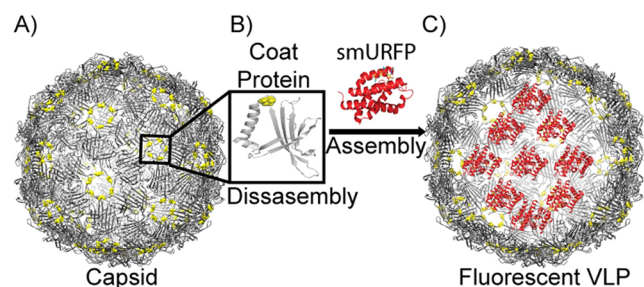 A)
B)
C)
Coat
Protein
smURFP
Assembly
Dissasembly
Capsid
Fluorescent VLP